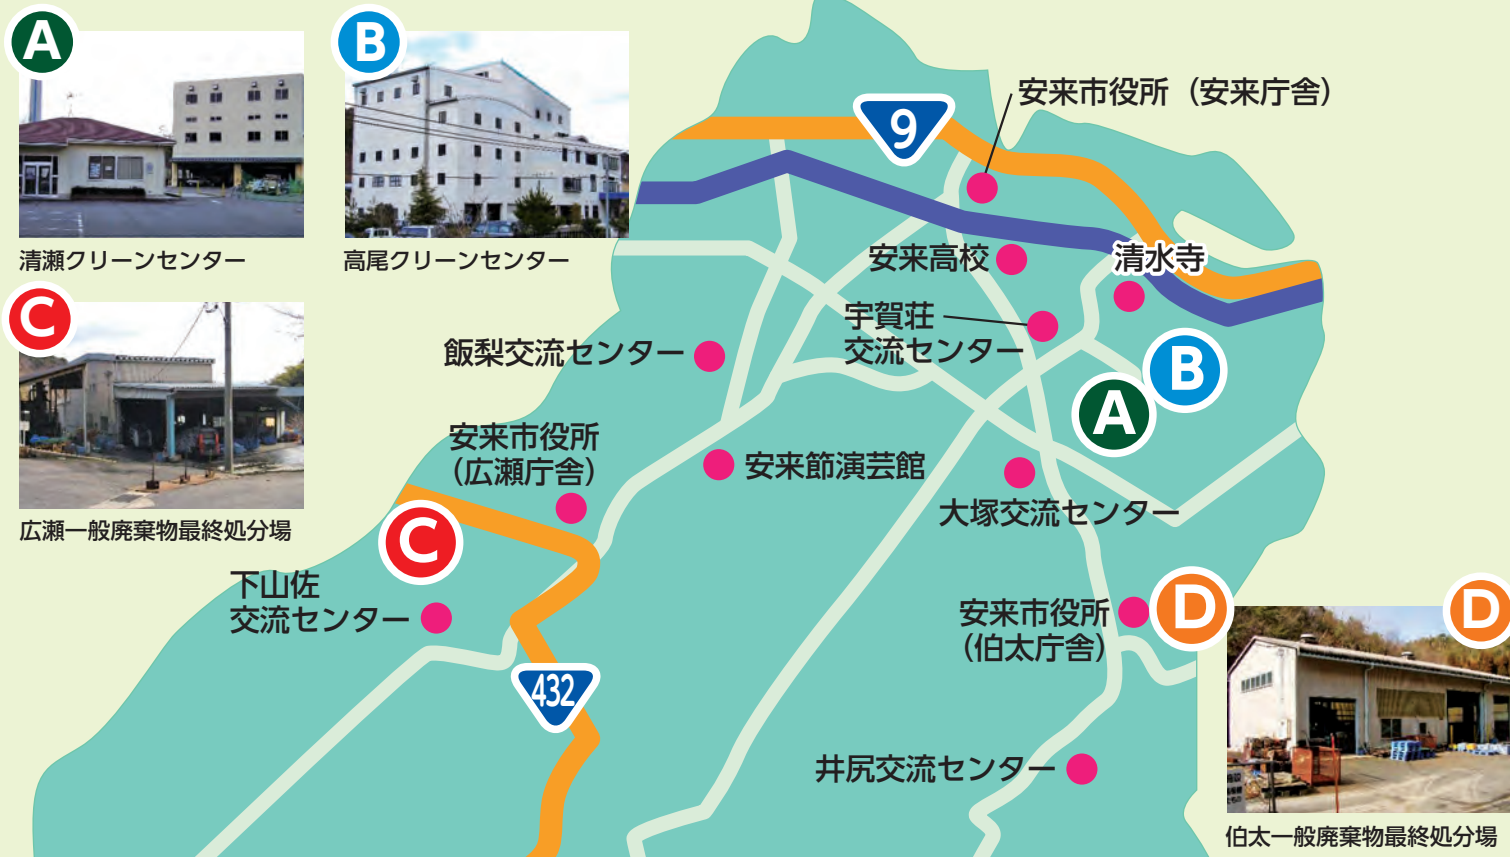 A
清瀬クリーンセンター
B
高尾クリーンセンター
C
広瀬一般廃棄物最終処分場
9
安来市役所（安来庁舎）
安来高校
清水寺
宇賀荘
交流センター
飯梨交流センター
B
A
安来市役所
（広瀬庁舎）
安来節演芸館
大塚交流センター
C
下山佐
交流センター
安来市役所
（伯太庁舎）
D
432
井尻交流センター
D
伯太一般廃棄物最終処分場